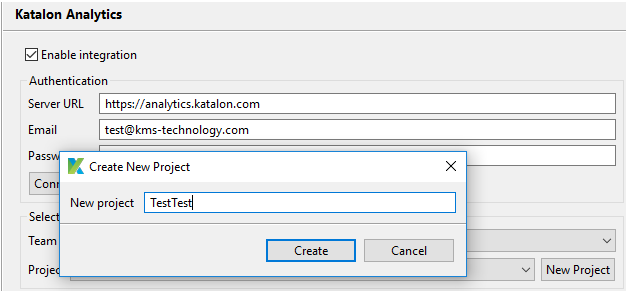 Katalon Analytics
Enable integration
Authentication
Server URL https://analytics.katalon.com
Email test@kms-technology.com
Passw
Create New Project
Conn
New project TestTest
Select
Team
Create Cancel
Projec New Project